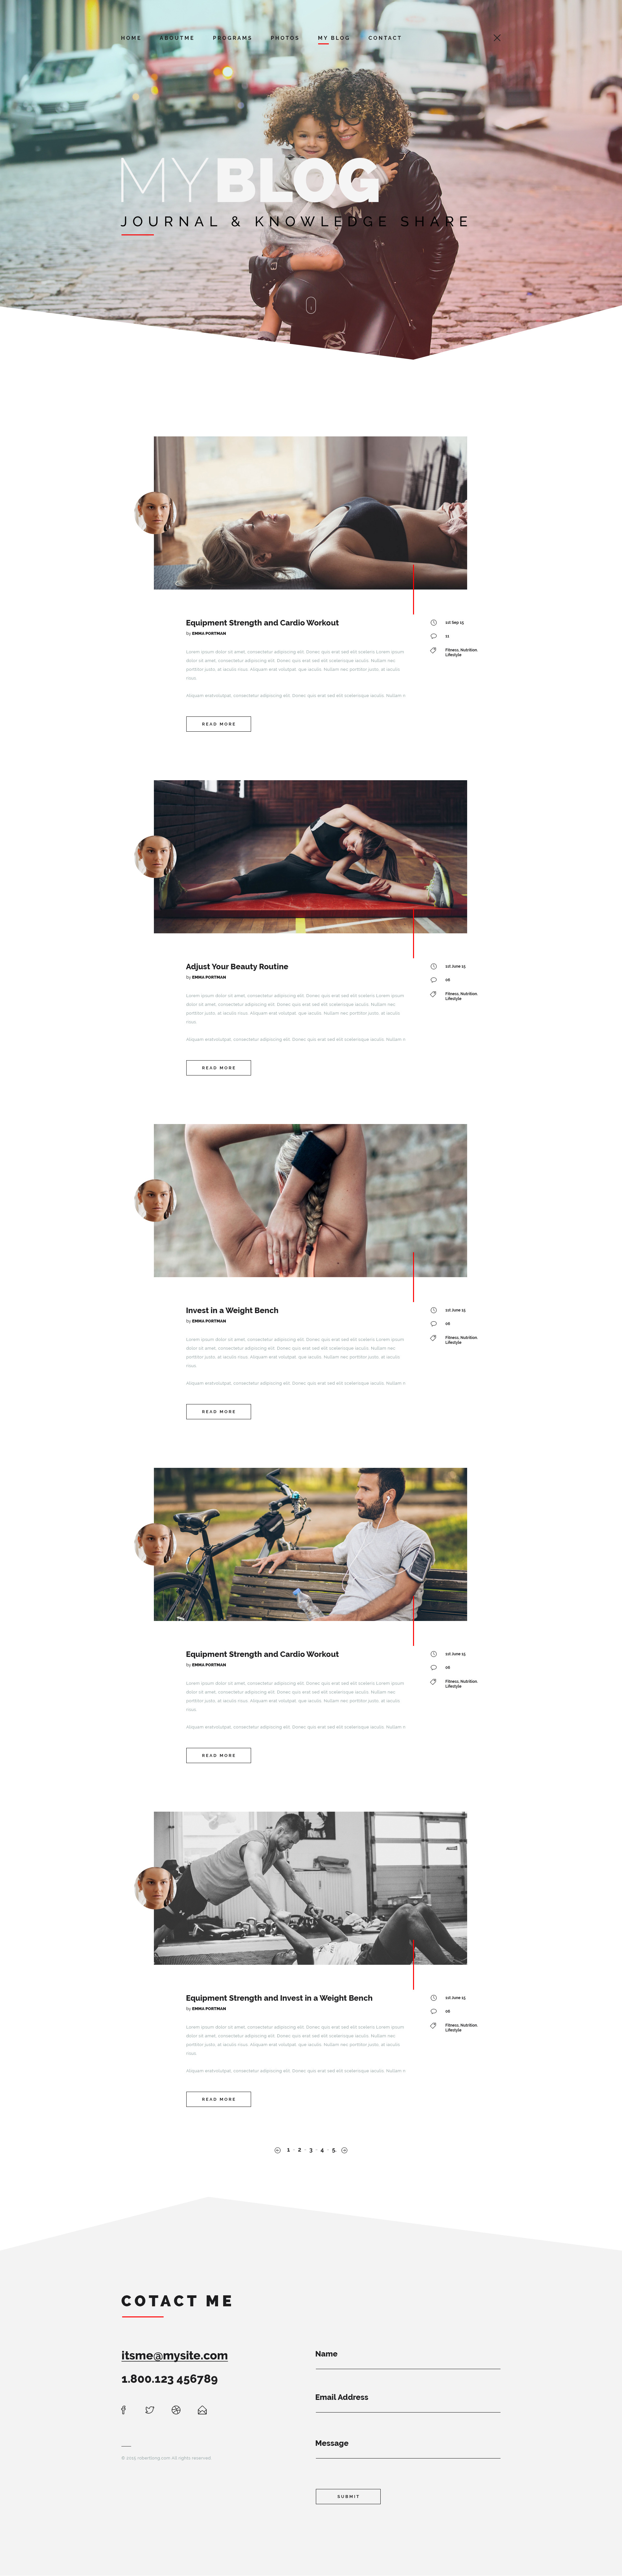 HOME ABOUTME PROGRAMS PHOTOS MY BLOG CONTACT
MY BLOG
JOURNAL & KNOWLEDGE SHARE
Equipment Strength and Cardio Workout
by EMMA PORTMAN
1st Sep 15
11
Fitness, Nutrition,
Lifestyle
Lorem ipsum dolor sit amet, consectetur adipiscing elit. Donec quis erat sed elit sceleris Lorem ipsum
dolor sit amet, consectetur adipiscing elit. Donec quis erat sed elit scelerisque iaculis. Nullam nec
porttitor justo, at iaculis risus. Aliquam erat volutpat. que iaculis. Nullam nec porttitor justo, at iaculis
risus.
Aliquam eratvolutpat. consectetur adipiscing elit. Donec quis erat sed elit scelerisque iaculis. Nullam n
READ MORE
Adjust Your Beauty Routine
by EMMA PORTMAN
1st June 15
06
Fitness, Nutrition,
Lifestyle
Lorem ipsum dolor sit amet, consectetur adipiscing elit. Donec quis erat sed elit sceleris Lorem ipsum
dolor sit amet, consectetur adipiscing elit. Donec quis erat sed elit scelerisque iaculis. Nullam nec
porttitor justo, at iaculis risus. Aliquam erat volutpat. que iaculis. Nullam nec porttitor justo, at iaculis
risus.
Aliquam eratvolutpat. consectetur adipiscing elit. Donec quis erat sed elit scelerisque iaculis. Nullam n
READ MORE
Invest in a Weight Bench
by EMMA PORTMAN
1st June 15
06
Fitness, Nutrition,
Lifestyle
Lorem ipsum dolor sit amet, consectetur adipiscing elit. Donec quis erat sed elit sceleris Lorem ipsum
dolor sit amet, consectetur adipiscing elit. Donec quis erat sed elit scelerisque iaculis. Nullam nec
porttitor justo, at iaculis risus. Aliquam erat volutpat. que iaculis. Nullam nec porttitor justo, at iaculis
risus.
Aliquam eratvolutpat. consectetur adipiscing elit. Donec quis erat sed elit scelerisque iaculis. Nullam n
READ MORE
Equipment Strength and Cardio Workout
by EMMA PORTMAN
1st June 15
06
Fitness, Nutrition,
Lifestyle
Lorem ipsum dolor sit amet, consectetur adipiscing elit. Donec quis erat sed elit sceleris Lorem ipsum
dolor sit amet, consectetur adipiscing elit. Donec quis erat sed elit scelerisque iaculis. Nullam nec
porttitor justo, at iaculis risus. Aliquam erat volutpat. que iaculis. Nullam nec porttitor justo, at iaculis
risus.
Aliquam eratvolutpat. consectetur adipiscing elit. Donec quis erat sed elit scelerisque iaculis. Nullam n
READ MORE
Equipment Strength and Invest in a Weight Bench
by EMMA PORTMAN
1st June 15
06
Fitness, Nutrition,
Lifestyle
Lorem ipsum dolor sit amet, consectetur adipiscing elit. Donec quis erat sed elit sceleris Lorem ipsum
dolor sit amet, consectetur adipiscing elit. Donec quis erat sed elit scelerisque iaculis. Nullam nec
porttitor justo, at iaculis risus. Aliquam erat volutpat. que iaculis. Nullam nec porttitor justo, at iaculis
risus.
Aliquam eratvolutpat. consectetur adipiscing elit. Donec quis erat sed elit scelerisque iaculis. Nullam n
READ MORE
1 - 2 - 3 - 4 - 5.
COTACT ME
itsme@mysite.com
1.800.123 456789
Name
Email Address
Message
SUBMIT
All rights reserved.